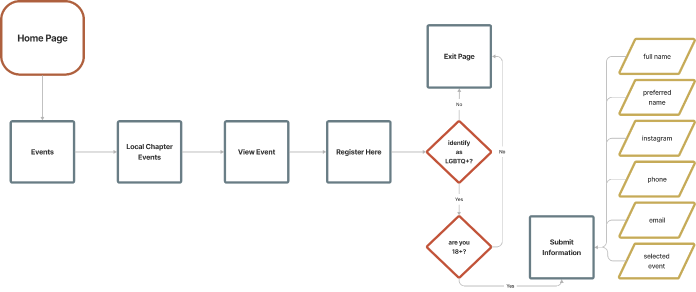 Home Page
Events
Local Chapter
Events
View Event
Register Here
identify
as
LGBTQ+?
No
Exit Page
No
Yes
are you
18+?
Yes
Submit
Information
full name
preferred
name
instagram
phone
email
selected
event